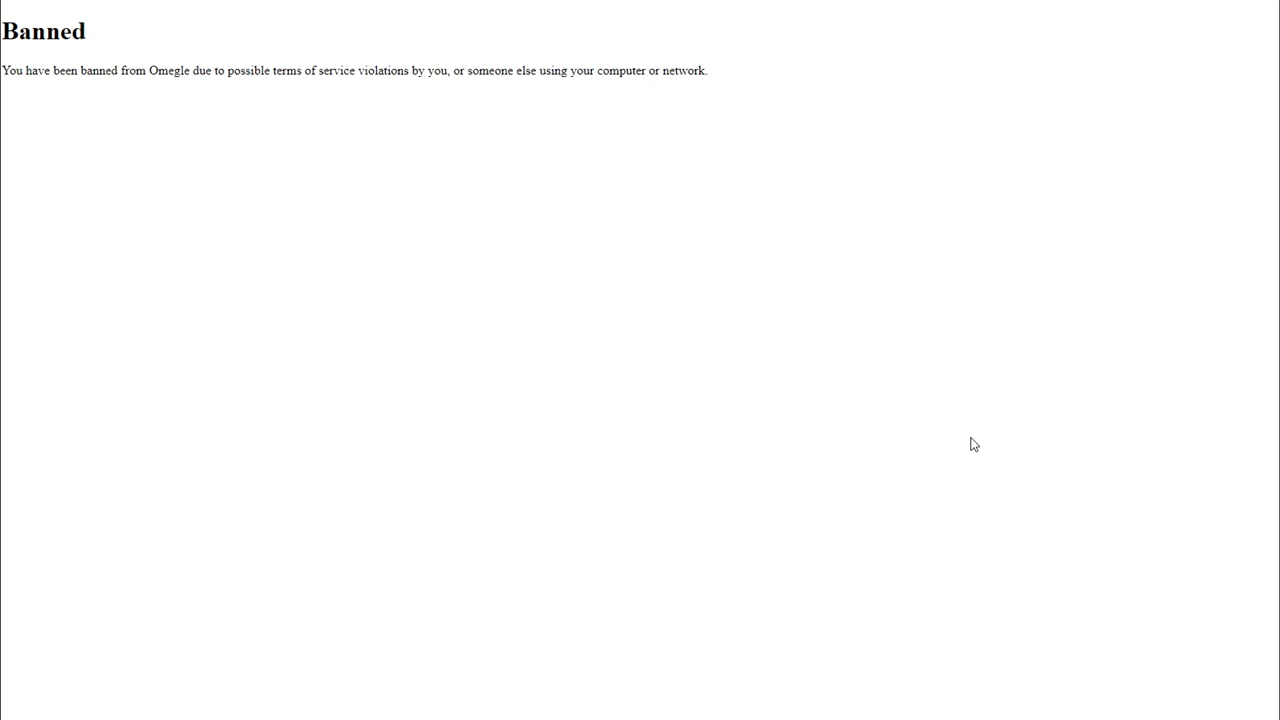 Banned
You have been banned from Omegle due to possible terms of service violations by you, or someone else using your computer or network.